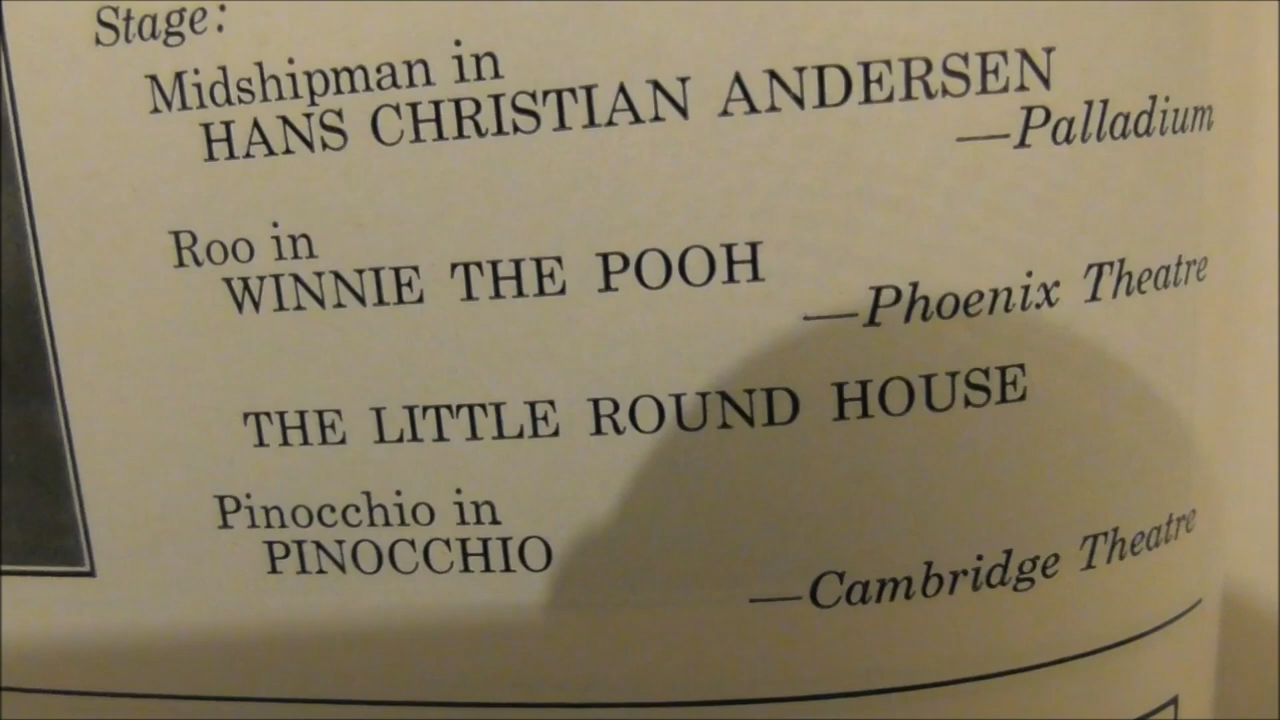 Stage:
Midshipman in
HANS CHRISTIAN ANDERSEN
—Palladium
Roo in
WINNIE THE POOH
—Phoenix Theatre
THE LITTLE ROUND HOUSE
Pinocchio in
PINOCCHIO
—Cambridge Theatre